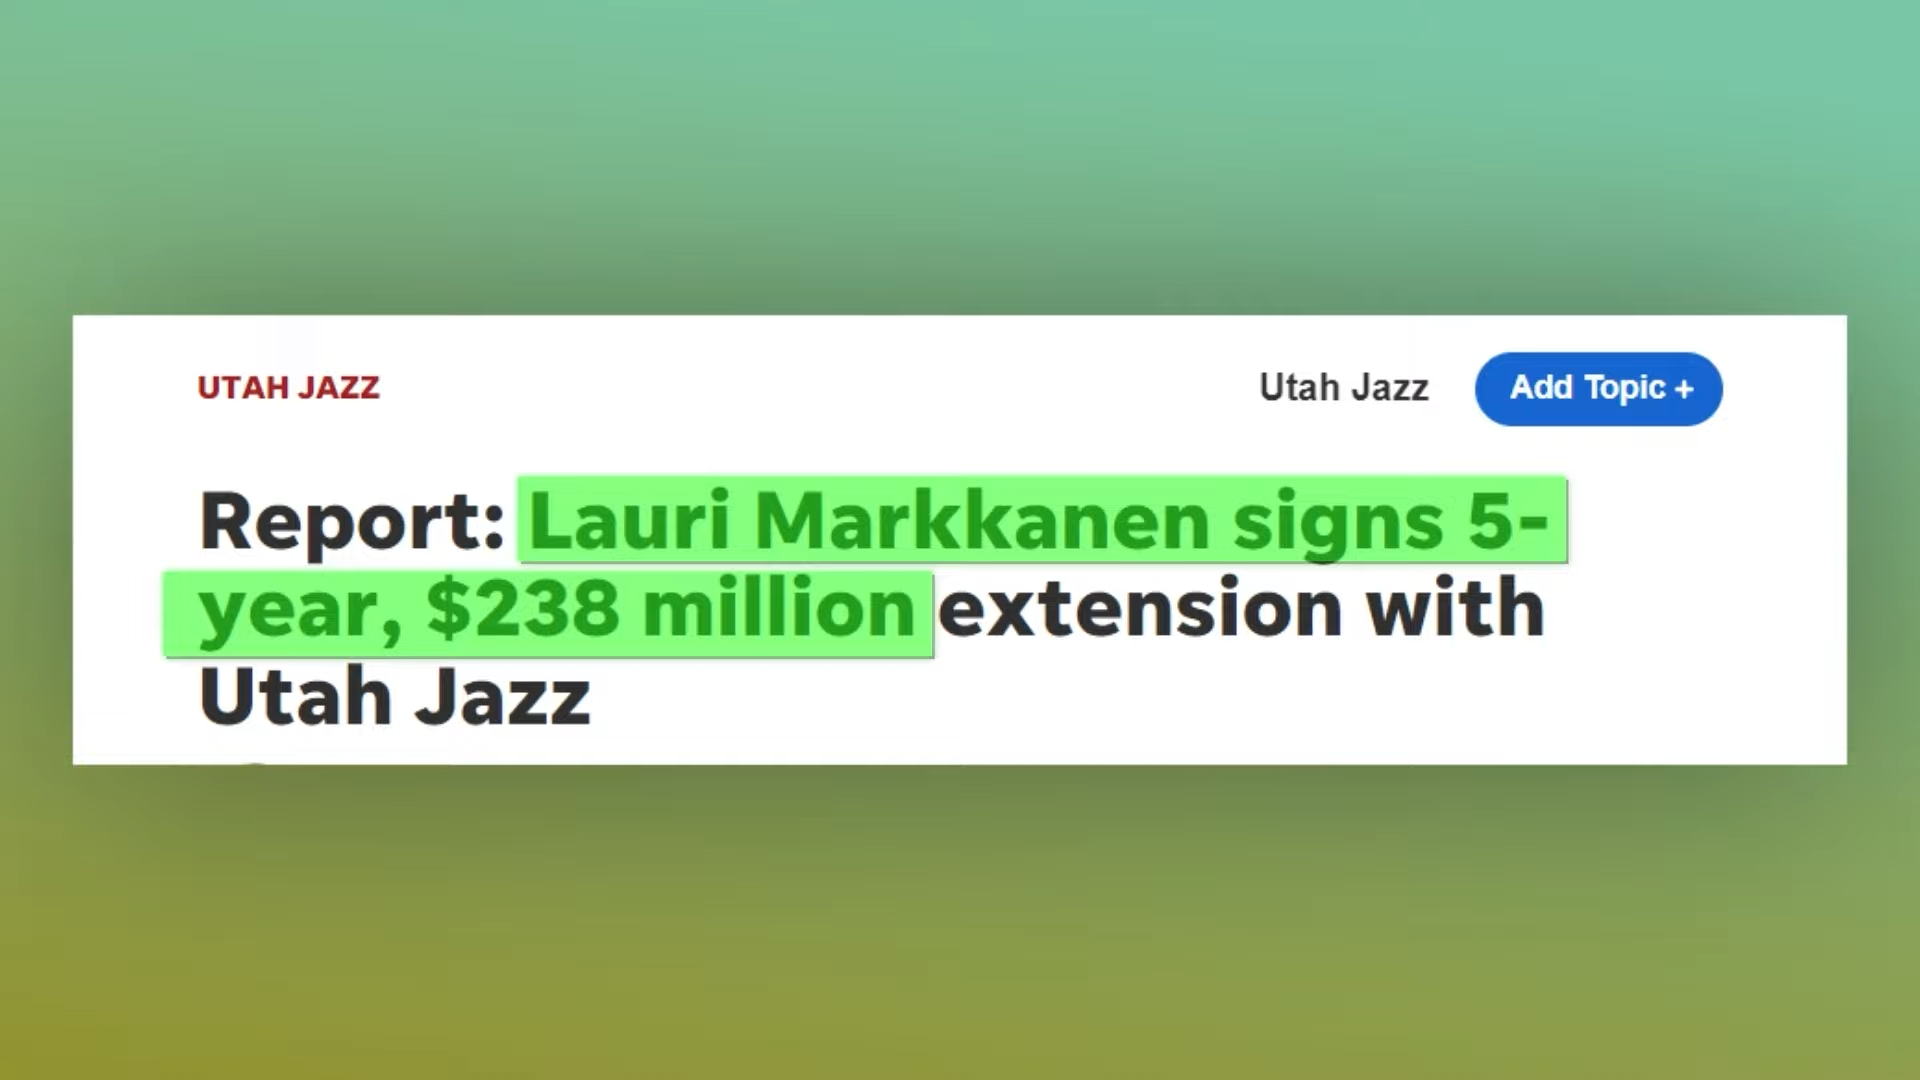 UTAH JAZZ
Utah Jazz
Add Topic +
Report: Lauri Markkanen signs 5-
year, $238 million extension with
Utah Jazz